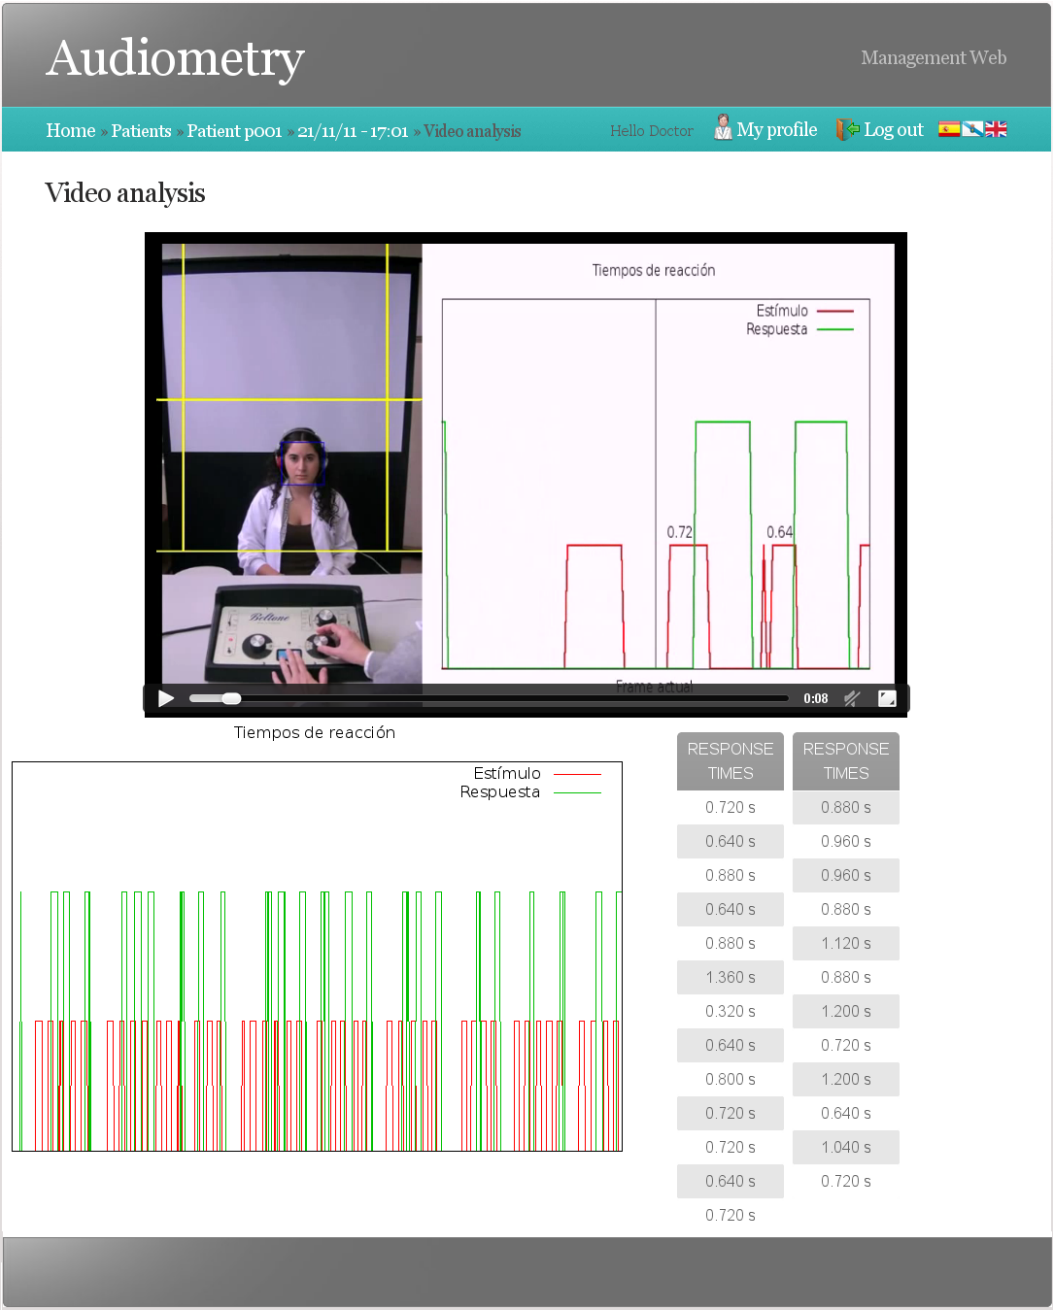 Audiometry
Management Web
Home » Patients » Patient p001 » 21/11/11 - 17:01 » Video analysis
Hello Doctor
My profile
Log out
Video analysis
Tiempos de reacción
Estímulo
Respuesta
0.72
0.64
Beltone
Frame actual
0:08
Tiempos de reacción
Estímulo
Respuesta
RESPONSE TIMES
RESPONSE TIMES
0.720 s
0.880 s
0.640 s
0.960 s
0.880 s
0.960 s
0.640 s
0.880 s
0.880 s
1.120 s
1.360 s
0.880 s
0.320 s
1.200 s
0.640 s
0.720 s
0.800 s
1.200 s
0.720 s
0.640 s
0.720 s
1.040 s
0.640 s
0.720 s
0.720 s